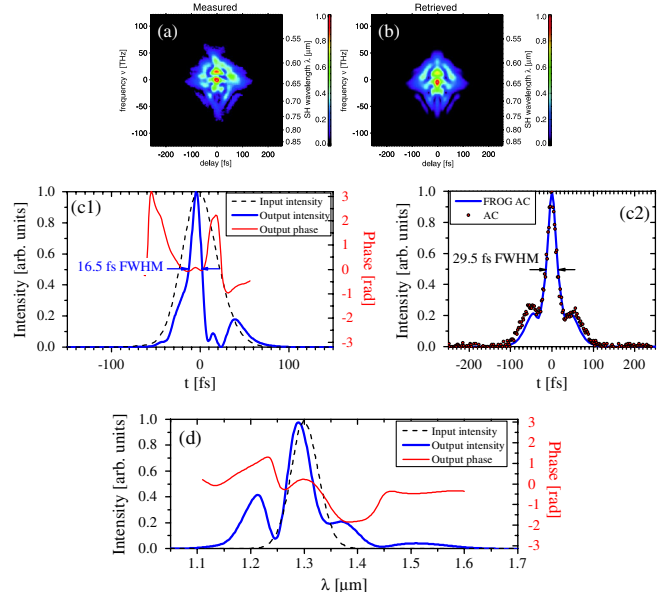 Measured
Retrieved
(a)
(b)
frequency ν [THz]
100
50
0
-50
-100
-200 -100 0 100 200
delay [fs]
0.55
0.60
0.65
0.70
0.75
0.80
0.85
SH wavelength λ [μm]
1.0
0.8
0.6
0.4
0.2
0.0
frequency ν [THz]
100
50
0
-50
-100
-200 -100 0 100 200
delay [fs]
0.55
0.60
0.65
0.70
0.75
0.80
0.85
SH wavelength λ [μm]
1.0
0.8
0.6
0.4
0.2
0.0
(c1)
Input intensity
Output intensity
Output phase
16.5 fs FWHM
Intensity [arb. units]
1.0
0.8
0.6
0.4
0.2
0.0
-100 0 100
t [fs]
3
2
1
0
-1
-2
-3
Phase [rad]
(c2)
FROG AC
AC
29.5 fs FWHM
Intensity [arb. units]
1.0
0.8
0.6
0.4
0.2
0.0
-200 -100 0 100 200
t [fs]
(d)
Input intensity
Output intensity
Output phase
Intensity [arb. units]
1.0
0.8
0.6
0.4
0.2
0.0
1.1 1.2 1.3 1.4 1.5 1.6 1.7
λ [μm]
3
2
1
0
-1
-2
-3
Phase [rad]